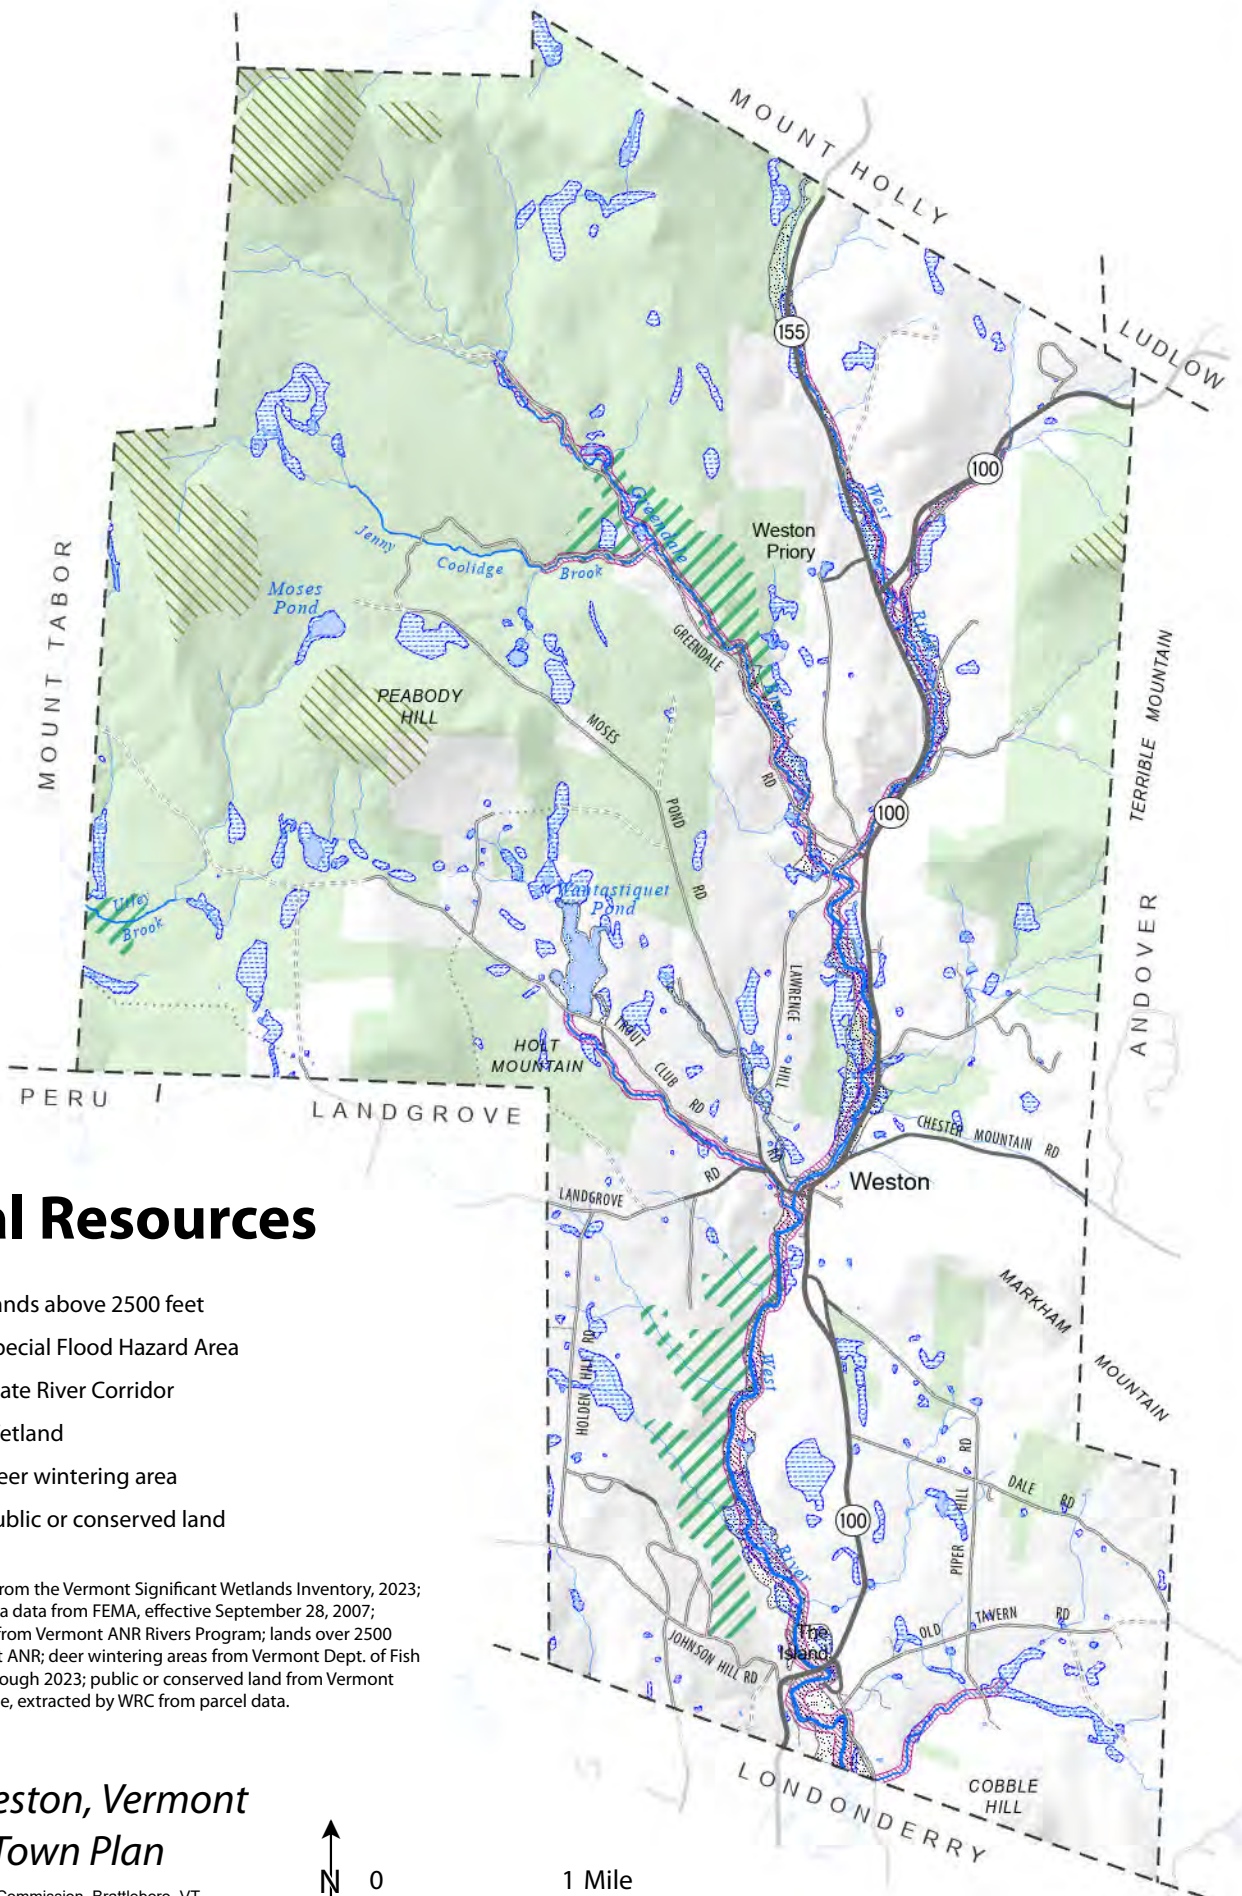 MOUNT HOLLY
LUDLOW
155
100
West
River
Weston
Priory
Greendale
Brook
Jenny
Coolidge
Brook
Moses
Pond
GREENDALE
RD
MOUNT TABOR
PEABODY
HILL
MOSES
POND
RD
TERRIBLE MOUNTAIN
100
Utley
Brook
Wantastiquet
Pond
LAWRENCE
HILL
RD
ANDOVER
HOLT
MOUNTAIN
TROUT
CLUB
RD
PERU
LANDGROVE
CHESTER MOUNTAIN RD
Weston
LANDGROVE
RD
al Resources
MARKHAM
MOUNTAIN
ands above 2500 feet
pecial Flood Hazard Area
ate River Corridor
etland
eer wintering area
ublic or conserved land
HOLDEN HILL RD
West
River
100
PIPER HILL RD
DALE RD
rom the Vermont Significant Wetlands Inventory, 2023;
a data from FEMA, effective September 28, 2007;
from Vermont ANR Rivers Program; lands over 2500
t ANR; deer wintering areas from Vermont Dept. of Fish
ough 2023; public or conserved land from Vermont
e, extracted by WRC from parcel data.
The
Island
OLD TAVERN RD
JOHNSON HILL RD
LONDONDERRY
COBBLE
HILL
eston, Vermont
Town Plan
N 0 1 Mile
Commission, Brattleboro, VT